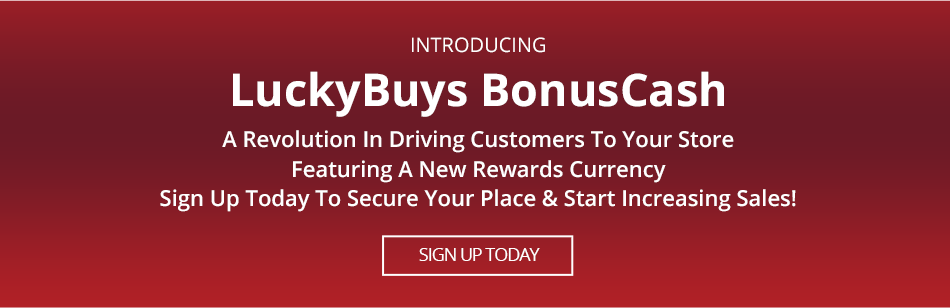 INTRODUCING
LuckyBuys BonusCash
A Revolution In Driving Customers To Your Store
Featuring A New Rewards Currency
Sign Up Today To Secure Your Place & Start Increasing Sales!
SIGN UP TODAY